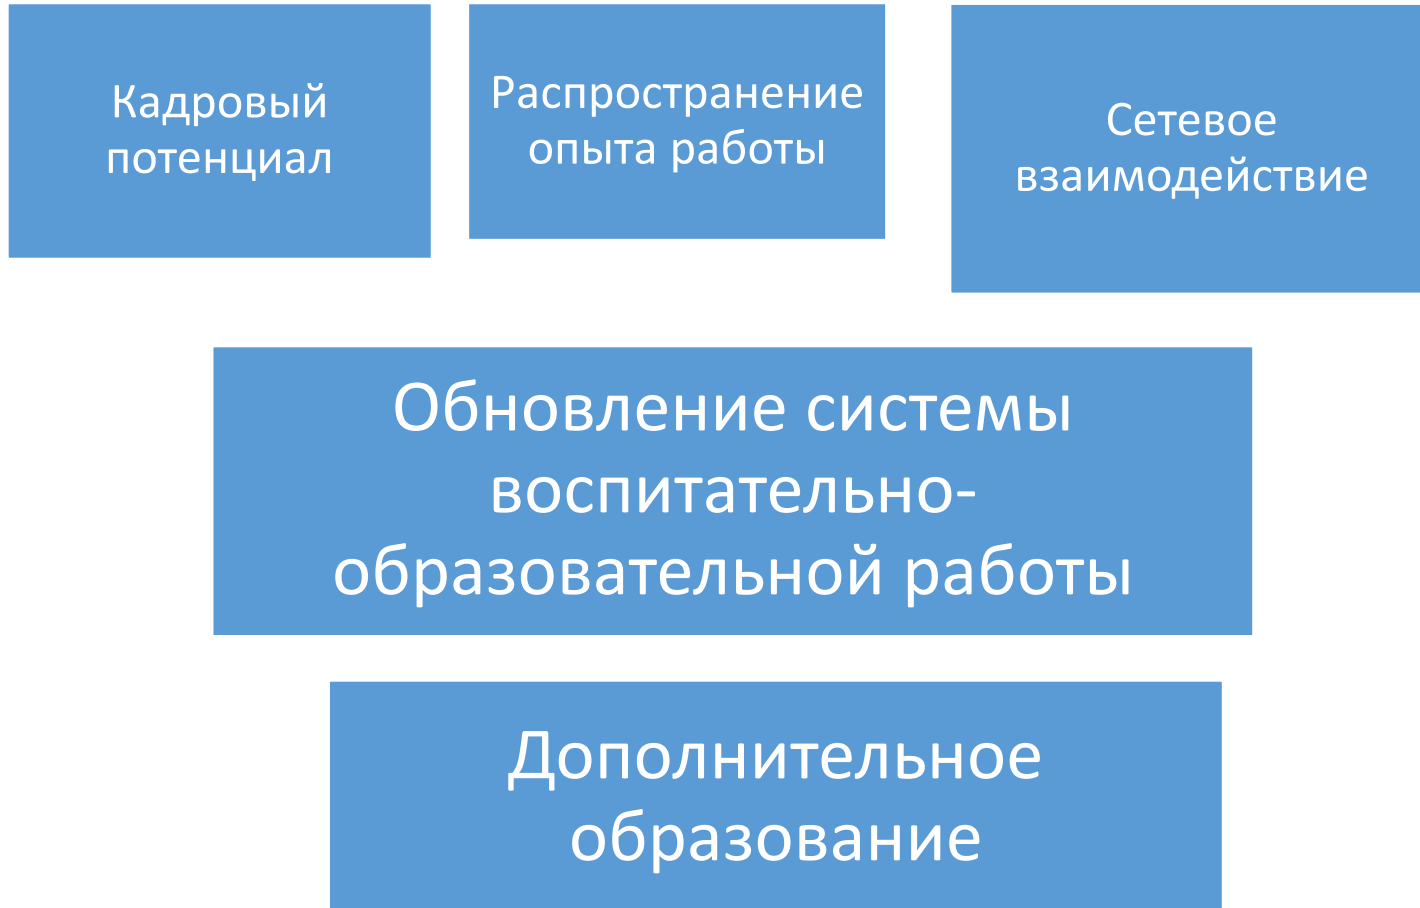 Кадровый
потенциал
Распространение
опыта работы
Сетевое
взаимодействие
Обновление системы
воспитательно-
образовательной работы
Дополнительное
образование